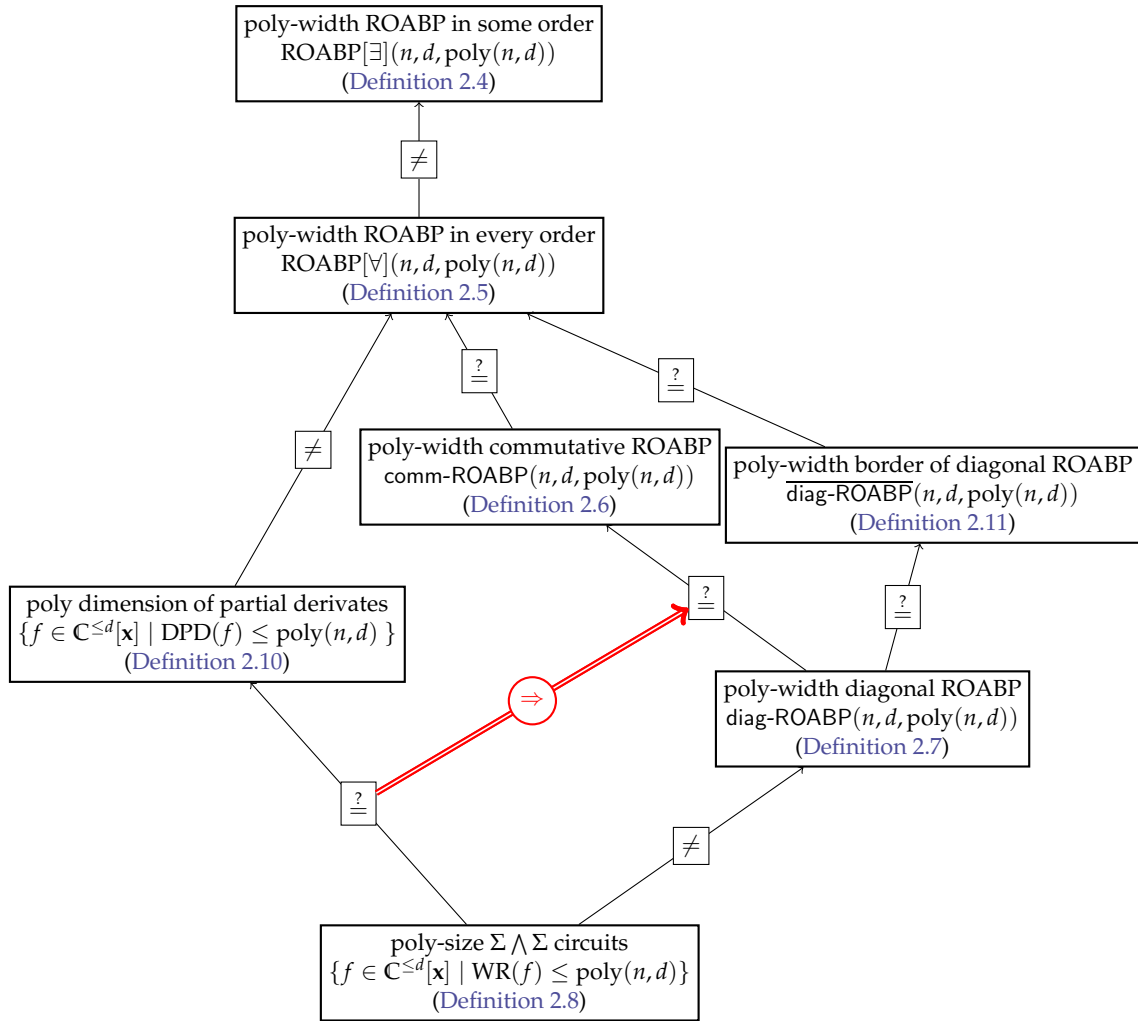 poly-width ROABP in some order
ROABP[∃](n, d, poly(n, d))
(Definition 2.4)
≠
poly-width ROABP in every order
ROABP[∀](n, d, poly(n, d))
(Definition 2.5)
?
=
?
=
≠
poly-width commutative ROABP
comm-ROABP(n, d, poly(n, d))
(Definition 2.6)
poly-width border of diagonal ROABP
\overline{diag-ROABP}(n, d, poly(n, d))
(Definition 2.11)
?
=
?
=
poly dimension of partial derivates
{f ∈ ℂ^{≤d}[𝐱] | DPD(f) ≤ poly(n, d) }
(Definition 2.10)
⇒
poly-width diagonal ROABP
diag-ROABP(n, d, poly(n, d))
(Definition 2.7)
?
=
≠
poly-size Σ ⋀ Σ circuits
{f ∈ ℂ^{≤d}[𝐱] | WR(f) ≤ poly(n, d)}
(Definition 2.8)